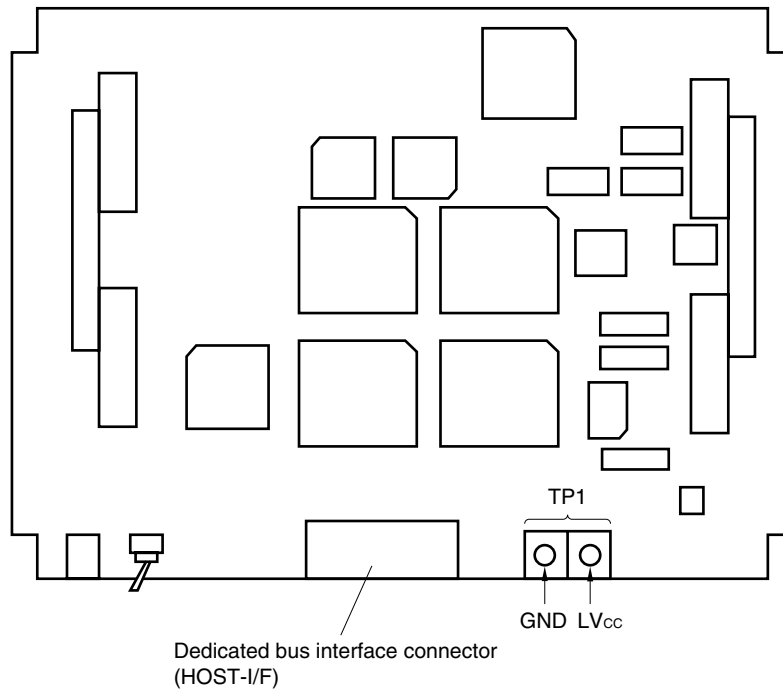 TP1
GND LVcc
Dedicated bus interface connector
(HOST-I/F)